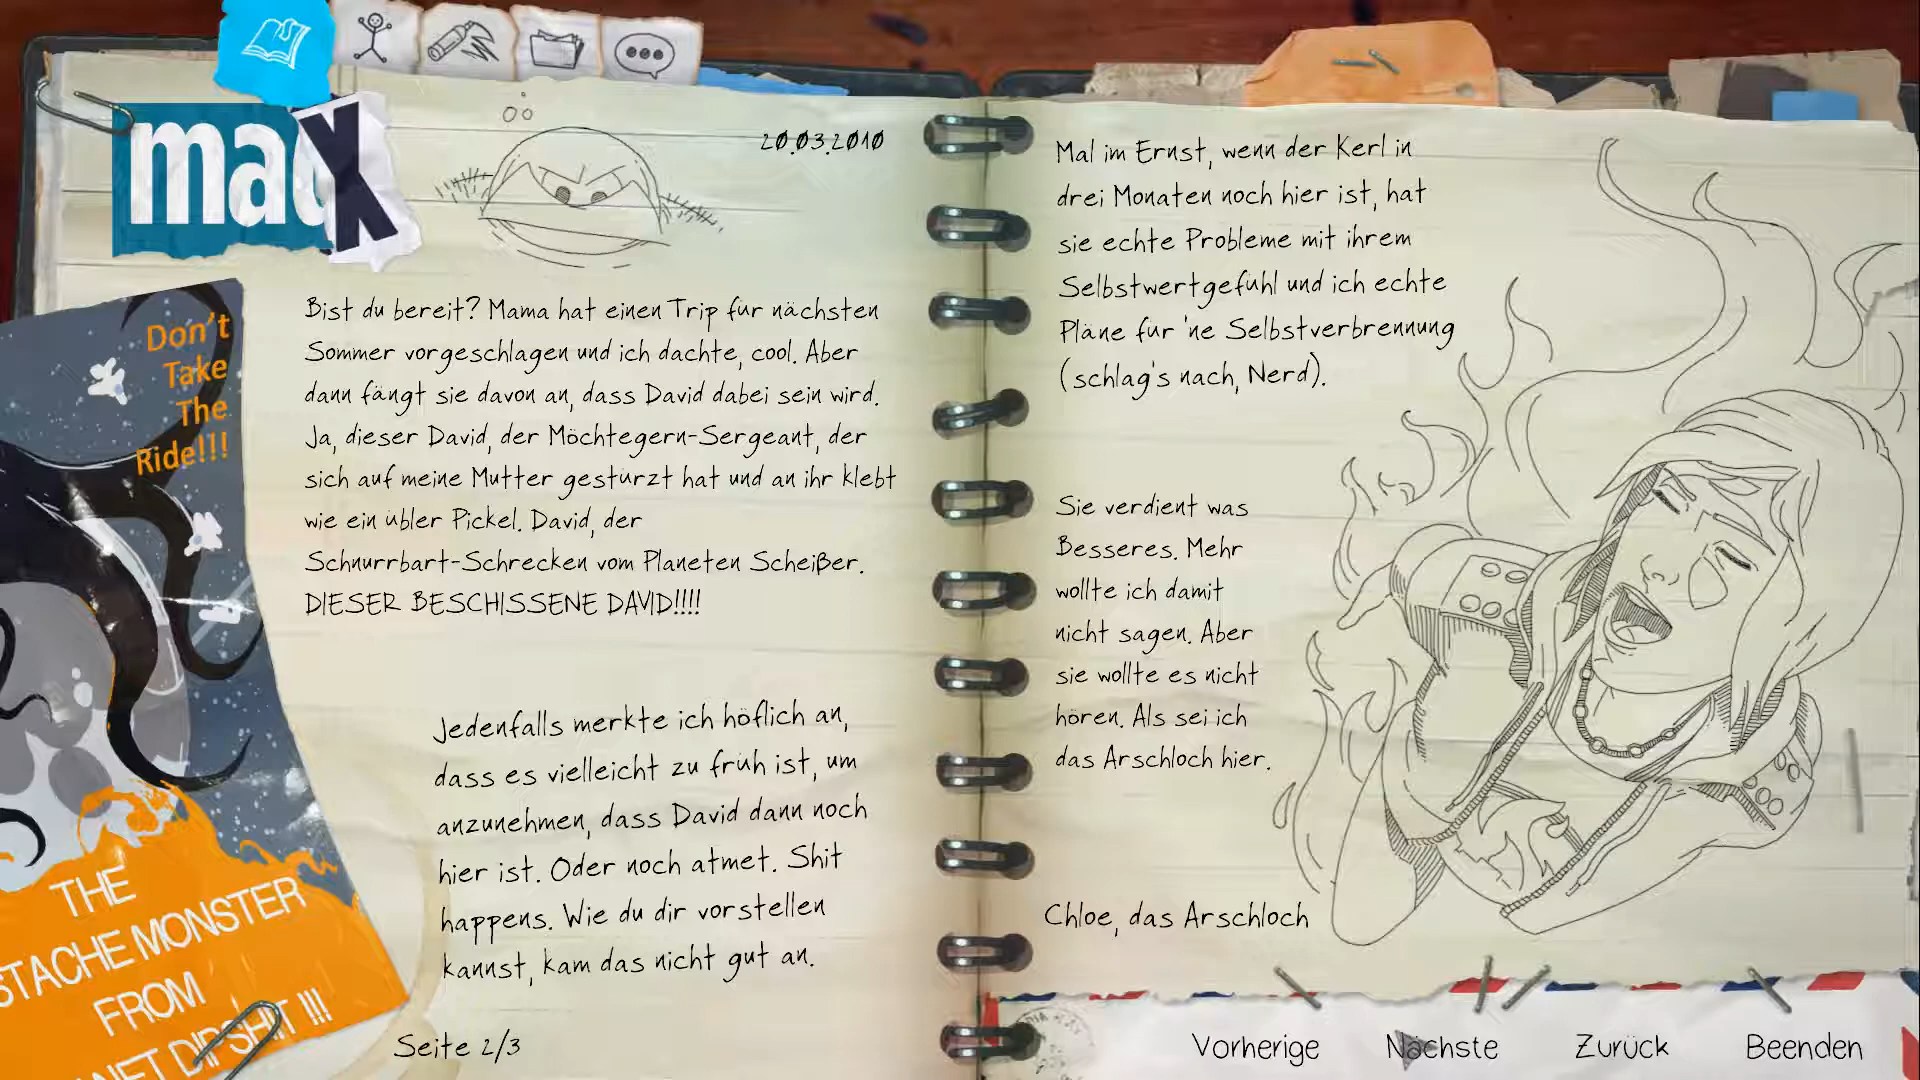 mad
X
20.03.2010
Don't
Take
The
Ride!!!
Bist du bereit? Mama hat einen Trip für nächsten
Sommer vorgeschlagen und ich dachte, cool. Aber
dann fängt sie davon an, dass David dabei sein wird.
Ja, dieser David, der Möchtegern-Sergeant, der
sich auf meine Mutter gestürzt hat und an ihr klebt
wie ein übler Pickel. David, der
Schnurrbart-Schrecken vom Planeten Scheißer.
DIESER BESCHISSENE DAVID!!!!
Jedenfalls merkte ich höflich an,
dass es vielleicht zu früh ist, um
anzunehmen, dass David dann noch
hier ist. Oder noch atmet. Shit
happens. Wie du dir vorstellen
kannst, kam das nicht gut an.
THE
STACHE MONSTER
FROM
NET DIPSHIT !!!
Seite 2/3
Mal im Ernst, wenn der Kerl in
drei Monaten noch hier ist, hat
sie echte Probleme mit ihrem
Selbstwertgefühl und ich echte
Pläne für 'ne Selbstverbrennung
(schlag's nach, Nerd).
Sie verdient was
Besseres. Mehr
wollte ich damit
nicht sagen. Aber
sie wollte es nicht
hören. Als sei ich
das Arschloch hier.
Chloe, das Arschloch
Vorherige Nächste Zurück Beenden